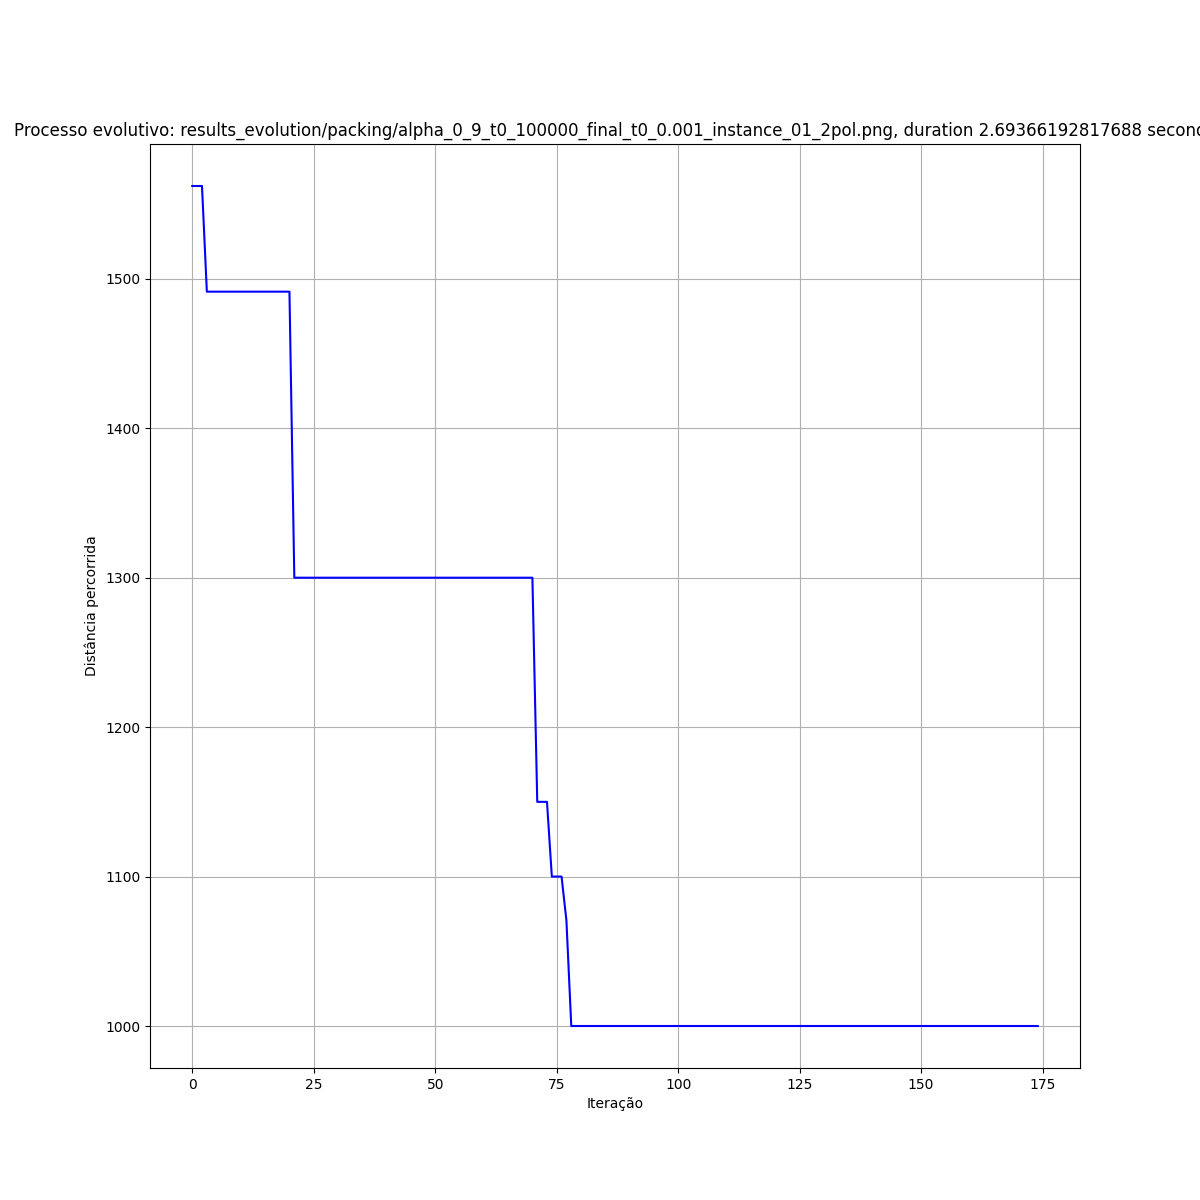 Processo evolutivo: results_evolution/packing/alpha_0_9_t0_100000_final_t0_0.001_instance_01_2pol.png, duration 2.69366192817688
1500
1400
1300
1200
1100
1000
Distância percorrida
0 25 50 75 100 125 150 175
Iteração